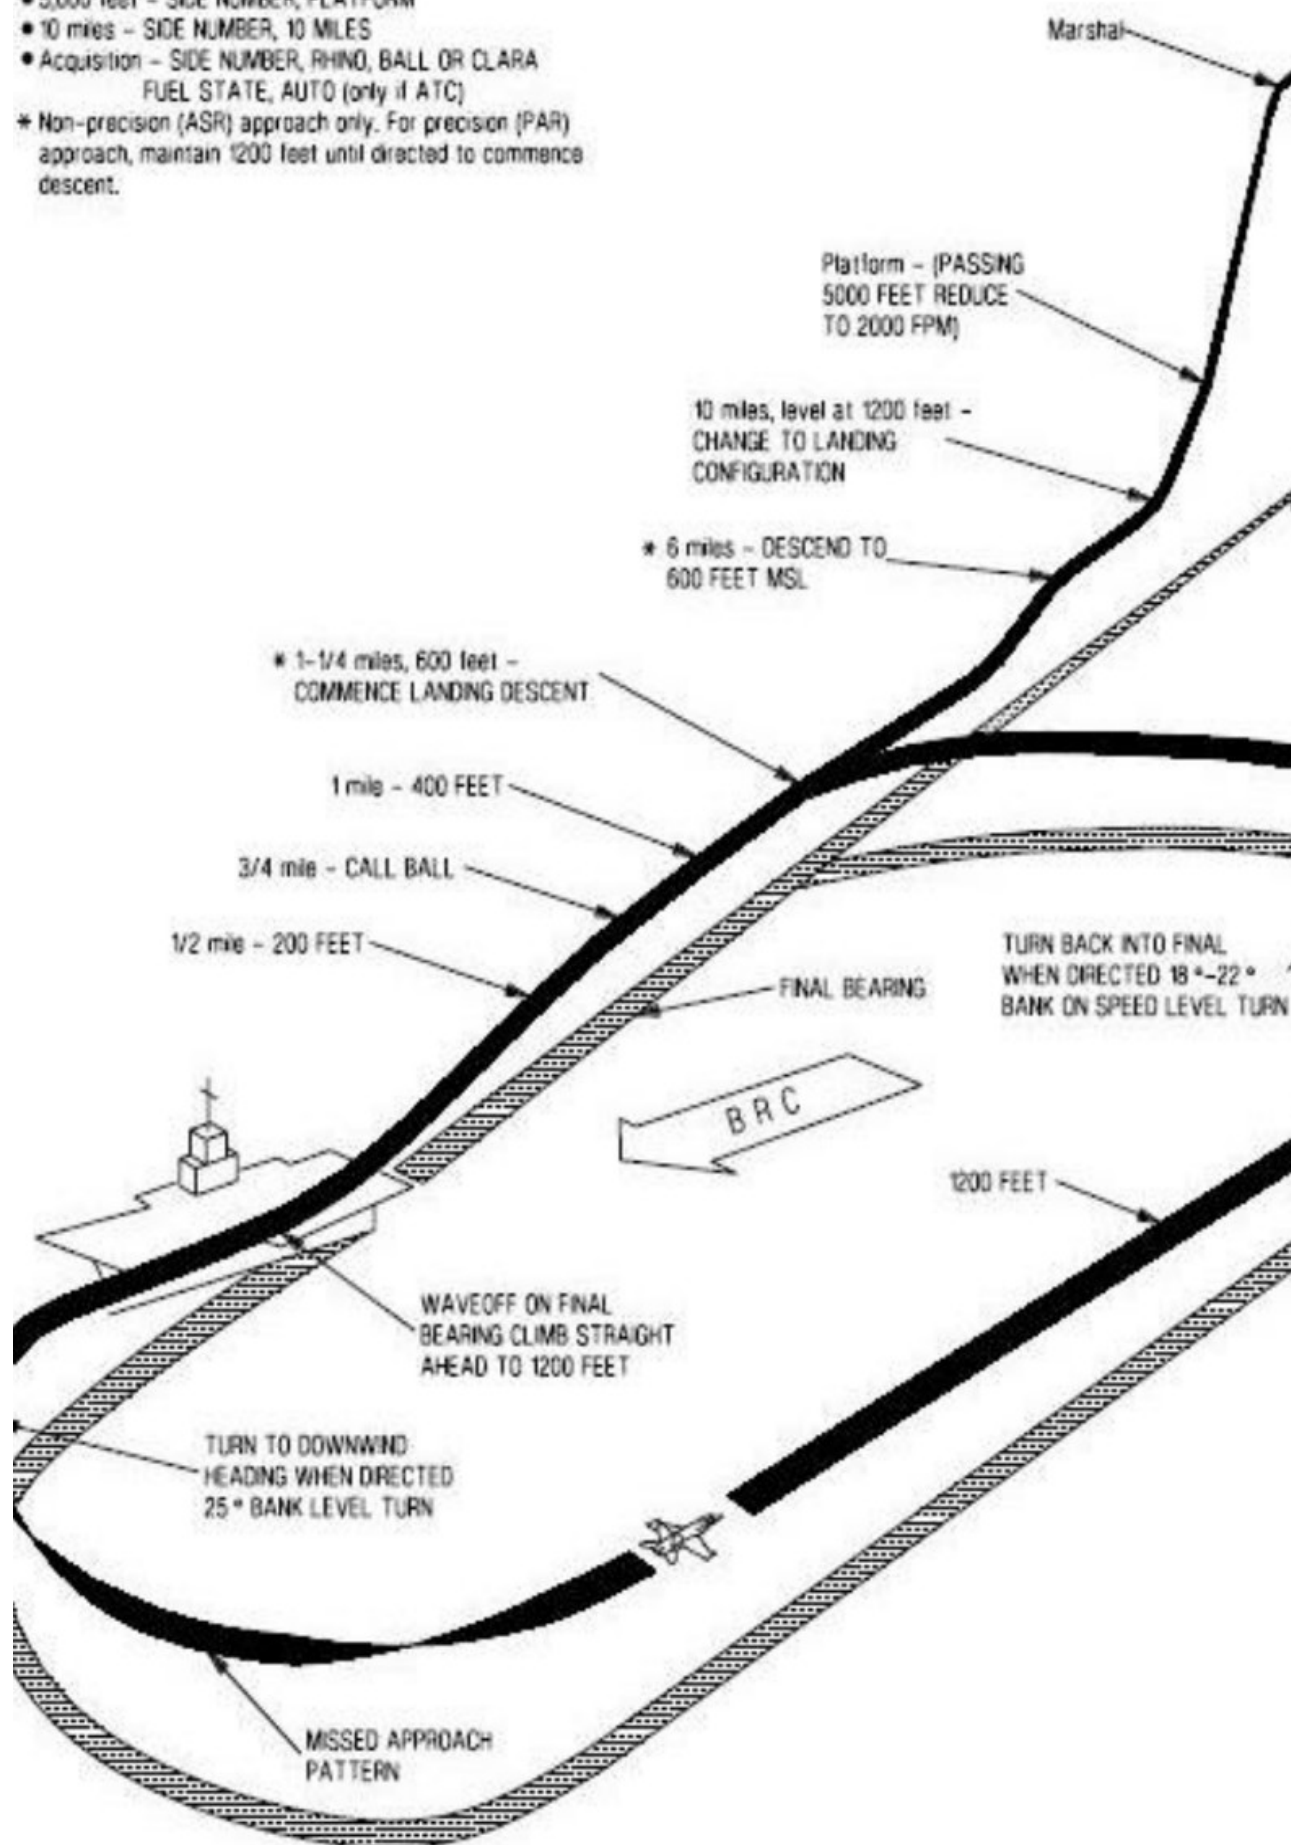 ● 5,000 feet – SIDE NUMBER, PLATFORM
● 10 miles – SIDE NUMBER, 10 MILES
● Acquisition – SIDE NUMBER, RHINO, BALL OR CLARA
FUEL STATE, AUTO (only if ATC)
* Non-precision (ASR) approach only. For precision (PAR)
approach, maintain 1200 feet until directed to commence
descent.
Marshal
Platform – (PASSING
5000 FEET REDUCE
TO 2000 FPM)
10 miles, level at 1200 feet –
CHANGE TO LANDING
CONFIGURATION
* 6 miles – DESCEND TO
600 FEET MSL
* 1-1/4 miles, 600 feet –
COMMENCE LANDING DESCENT
1 mile – 400 FEET
3/4 mile – CALL BALL
1/2 mile – 200 FEET
FINAL BEARING
TURN BACK INTO FINAL
WHEN DIRECTED 18°–22°
BANK ON SPEED LEVEL TURN
BRC
1200 FEET
WAVEOFF ON FINAL
BEARING CLIMB STRAIGHT
AHEAD TO 1200 FEET
TURN TO DOWNWIND
HEADING WHEN DIRECTED
25° BANK LEVEL TURN
MISSED APPROACH
PATTERN